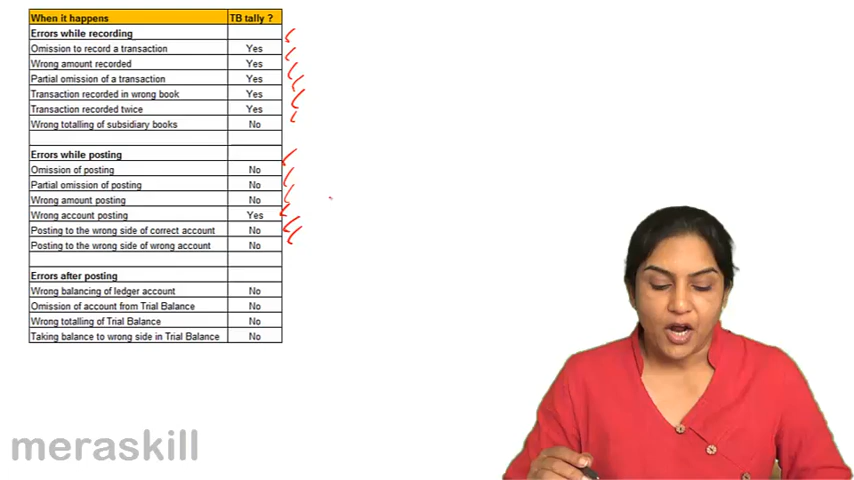 When it happens TB tally ?
Errors while recording
Omission to record a transaction Yes
Wrong amount recorded Yes
Partial omission of a transaction Yes
Transaction recorded in wrong book Yes
Transaction recorded twice Yes
Wrong totalling of subsidiary books No
Errors while posting
Omission of posting No
Partial omission of posting No
Wrong amount posting No
Wrong account posting Yes
Posting to the wrong side of correct account No
Posting to the wrong side of wrong account No
Errors after posting
Wrong balancing of ledger account No
Omission of account from Trial Balance No
Wrong totalling of Trial Balance No
Taking balance to wrong side in Trial Balance No
meraskill